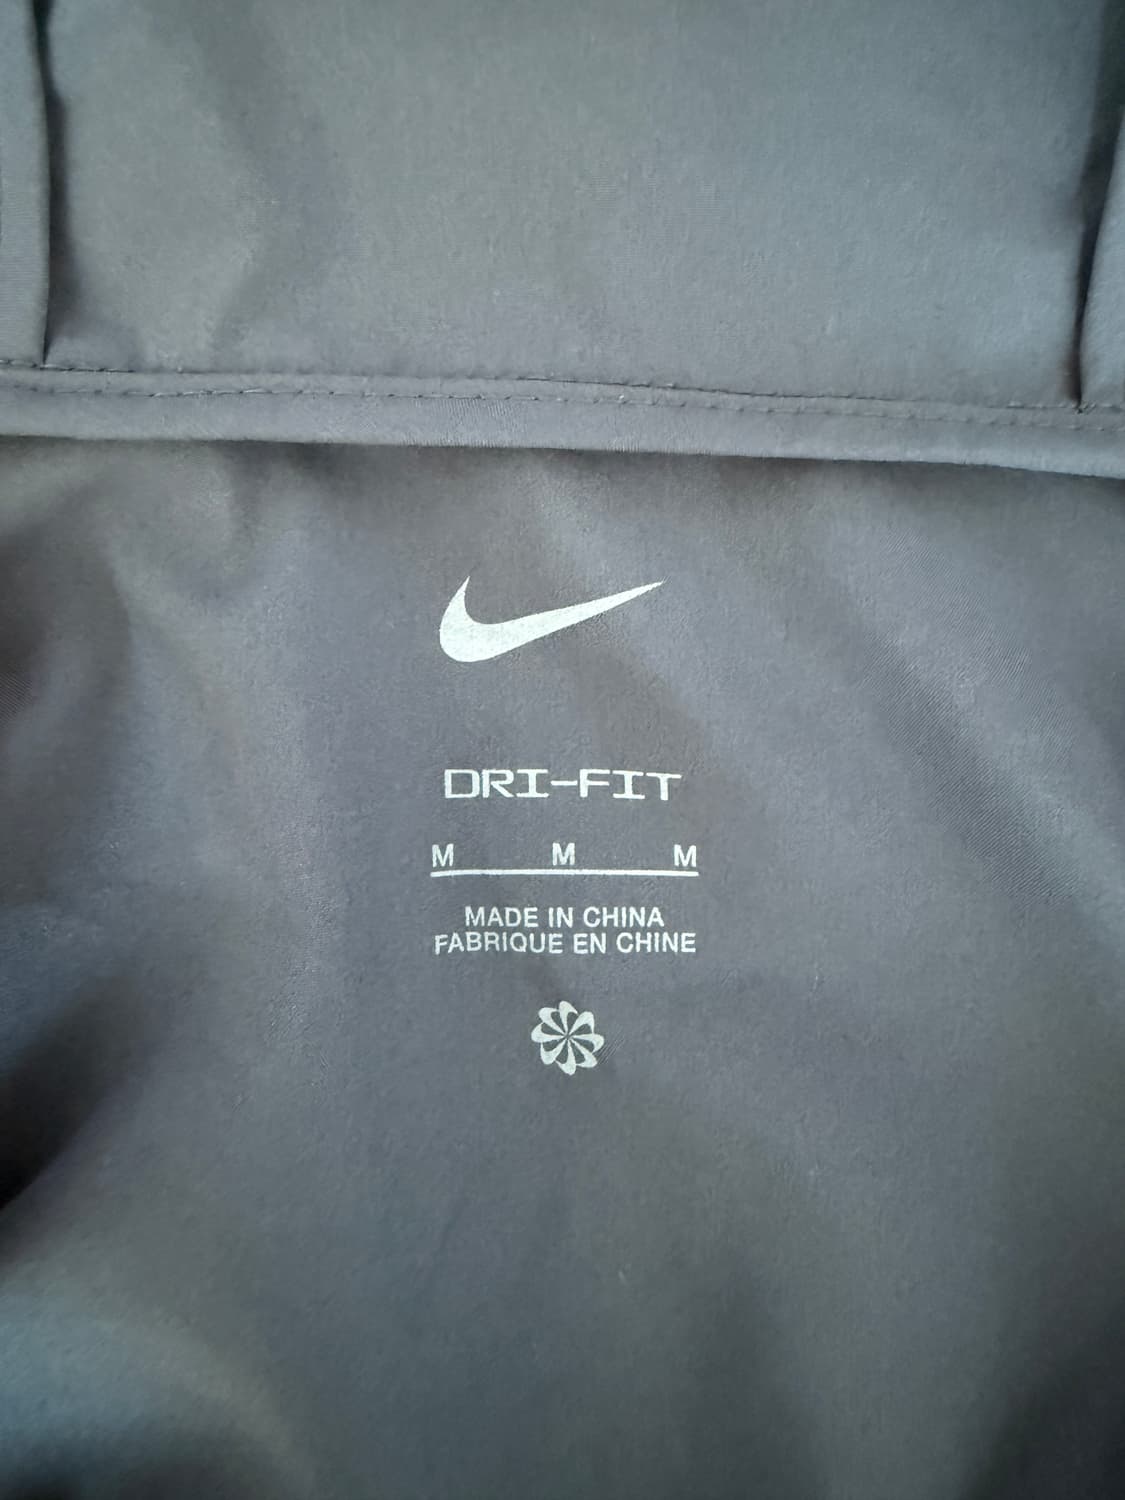 DRI-FIT
M M M
MADE IN CHINA
FABRIQUE EN CHINE